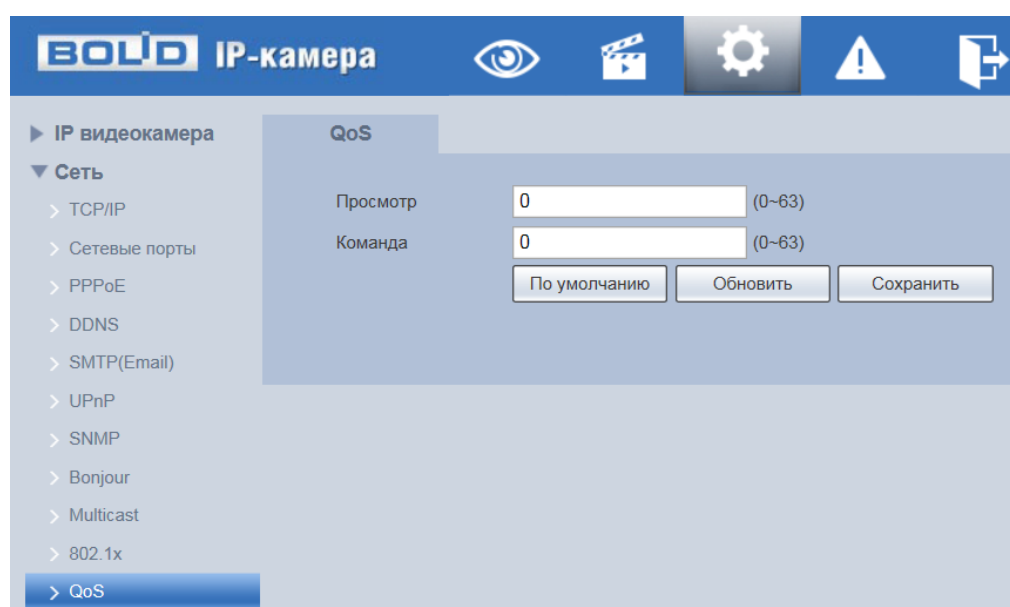 BOLID IP-камера
IP видеокамера
Сеть
TCP/IP
Сетевые порты
PPPoE
DDNS
SMTP(Email)
UPnP
SNMP
Bonjour
Multicast
802.1x
QoS
QoS
Просмотр 0 (0~63)
Команда 0 (0~63)
По умолчанию Обновить Сохранить